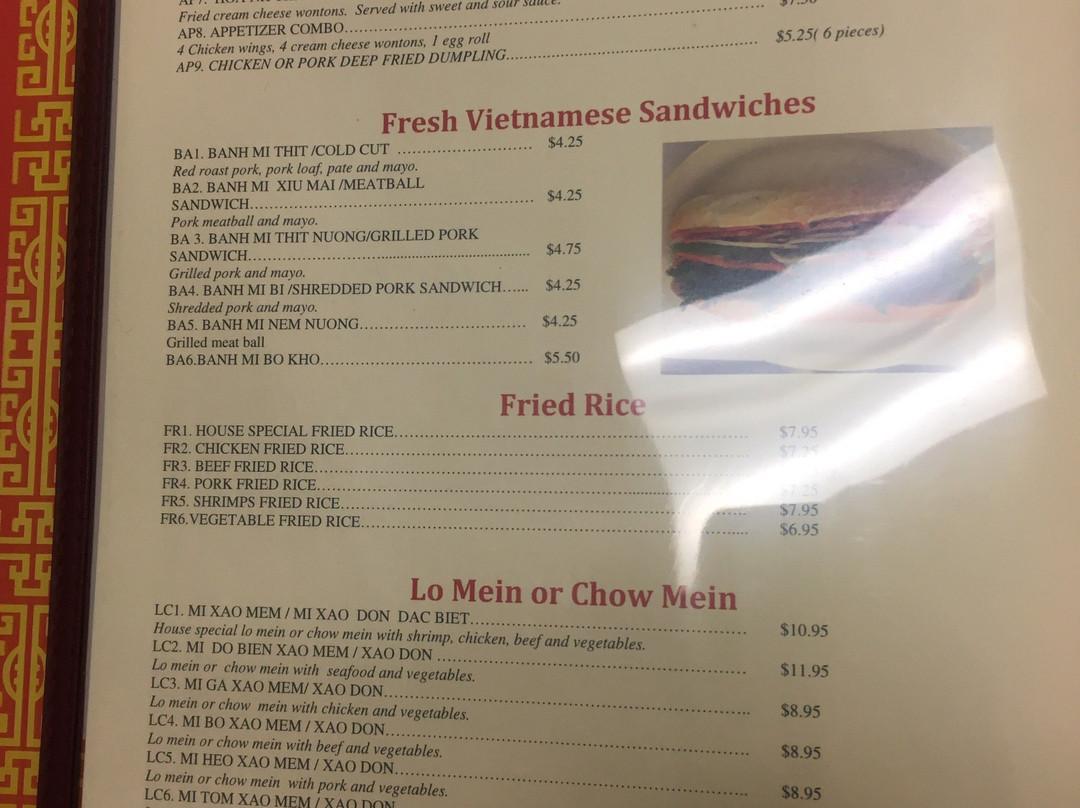 Fried cream cheese wontons. Served with sweet and sour sauce.
AP8. APPETIZER COMBO
4 Chicken wings, 4 cream cheese wontons, 1 egg roll
AP9. CHICKEN OR PORK DEEP FRIED DUMPLING $5.25( 6 pieces)
Fresh Vietnamese Sandwiches
BA1. BANH MI THIT /COLD CUT $4.25
Red roast pork, pork loaf, pate and mayo.
BA2. BANH MI XIU MAI /MEATBALL
SANDWICH $4.25
Pork meatball and mayo.
BA 3. BANH MI THIT NUONG/GRILLED PORK
SANDWICH $4.75
Grilled pork and mayo.
BA4. BANH MI BI /SHREDDED PORK SANDWICH $4.25
Shredded pork and mayo.
BA5. BANH MI NEM NUONG $4.25
Grilled meat ball
BA6.BANH MI BO KHO $5.50
Fried Rice
FR1. HOUSE SPECIAL FRIED RICE $7.95
FR2. CHICKEN FRIED RICE $7.25
FR3. BEEF FRIED RICE
FR4. PORK FRIED RICE $7.25
FR5. SHRIMPS FRIED RICE $7.95
FR6.VEGETABLE FRIED RICE $6.95
Lo Mein or Chow Mein
LC1. MI XAO MEM / MI XAO DON DAC BIET $10.95
House special lo mein or chow mein with shrimp, chicken, beef and vegetables.
LC2. MI DO BIEN XAO MEM / XAO DON $11.95
Lo mein or chow mein with seafood and vegetables.
LC3. MI GA XAO MEM/ XAO DON $8.95
Lo mein or chow mein with chicken and vegetables.
LC4. MI BO XAO MEM / XAO DON $8.95
Lo mein or chow mein with beef and vegetables.
LC5. MI HEO XAO MEM / XAO DON $8.95
Lo mein or chow mein with pork and vegetables.
LC6. MI TOM XAO MEM / XAO DON